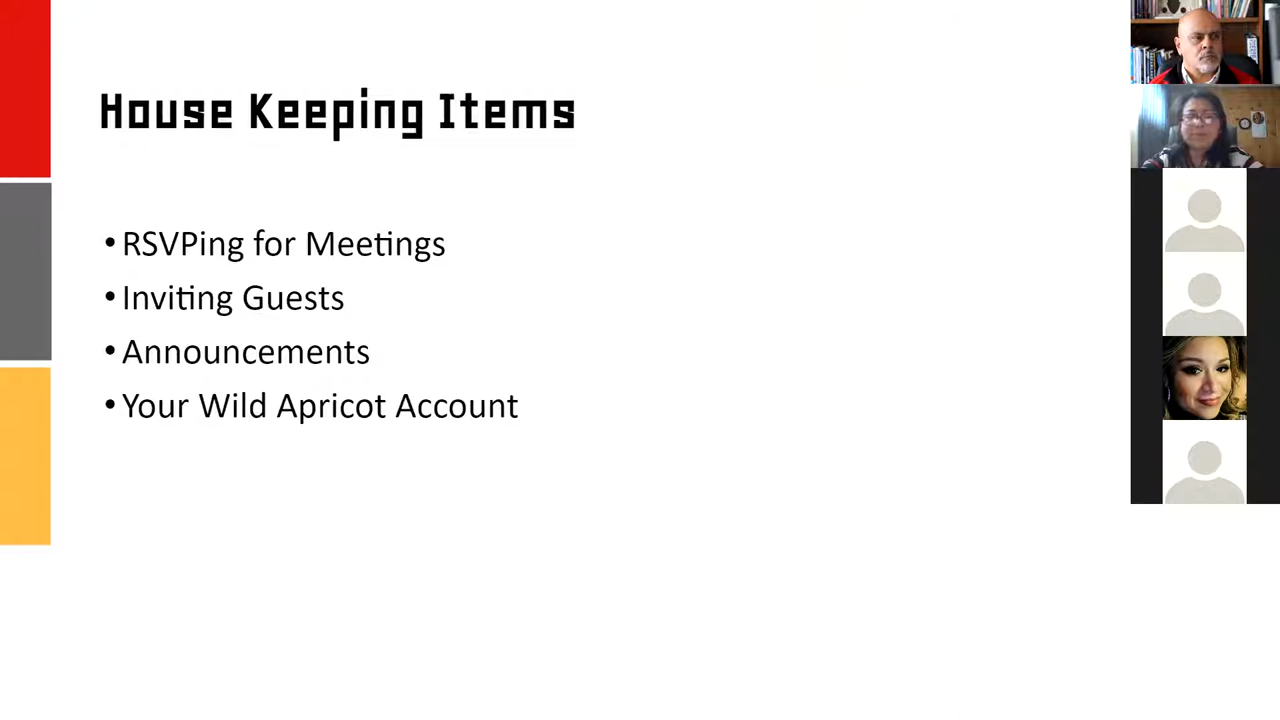 House Keeping Items
• RSVPing for Meetings
• Inviting Guests
• Announcements
• Your Wild Apricot Account